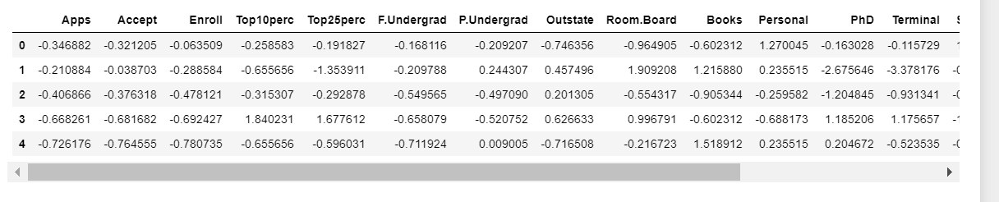 Apps Accept Enroll Top10perc Top25perc F.Undergrad P.Undergrad Outstate Room.Board Books Personal PhD Terminal
0 -0.346882 -0.321205 -0.063509 -0.258583 -0.191827 -0.168116 -0.209207 -0.746356 -0.964905 -0.602312 1.270045 -0.163028 -0.115729
1 -0.210884 -0.038703 -0.288584 -0.655656 -1.353911 -0.209788 0.244307 0.457496 1.909208 1.215880 0.235515 -2.675646 -3.378176
2 -0.406866 -0.376318 -0.478121 -0.315307 -0.292878 -0.549565 -0.497090 0.201305 -0.554317 -0.905344 -0.259582 -1.204845 -0.931341
3 -0.668261 -0.681682 -0.692427 1.840231 1.677612 -0.658079 -0.520752 0.626633 0.996791 -0.602312 -0.688173 1.185206 1.175657
4 -0.726176 -0.764555 -0.780735 -0.655656 -0.596031 -0.711924 0.009005 -0.716508 -0.216723 1.518912 0.235515 0.204672 -0.523535